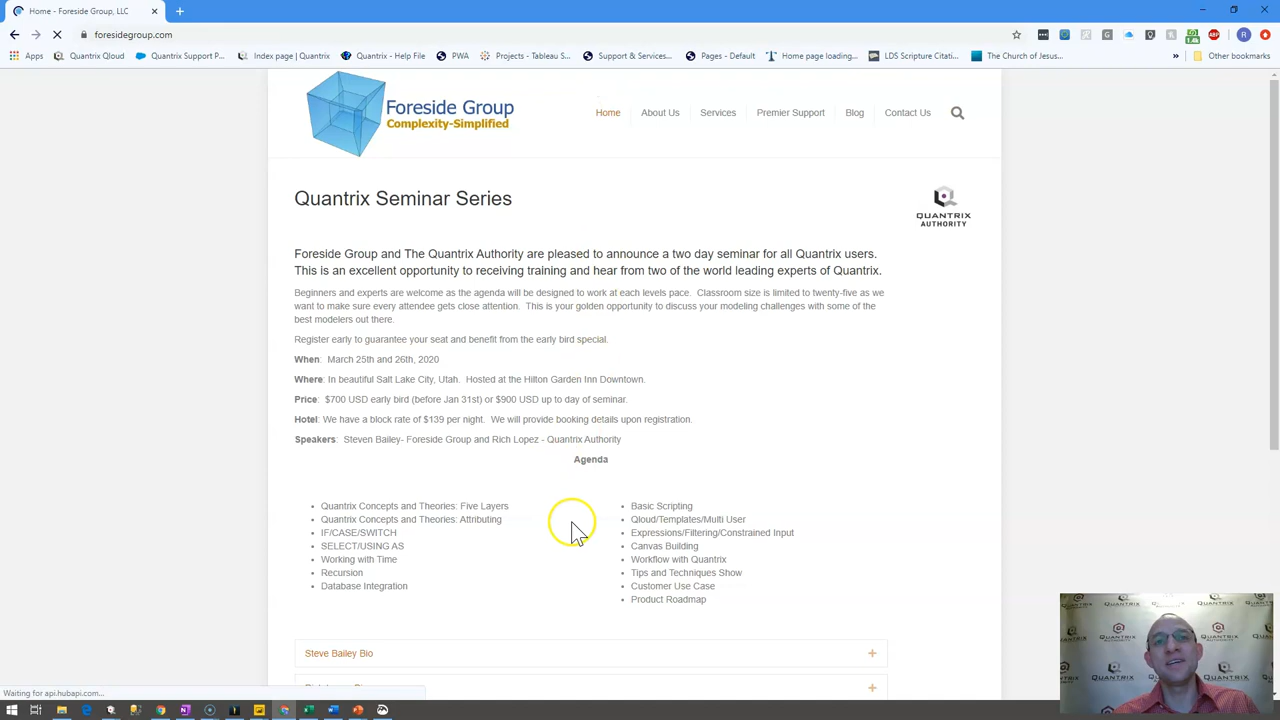 Home - Foreside Group, LLC
foresidegroup.com
Apps
Quantrix Qloud
Quantrix Support P...
Index page | Quantrix
Quantrix - Help File
PWA
Projects - Tableau S...
Support & Services...
Pages - Default
Home page loading...
LDS Scripture Citati...
The Church of Jesus...
»
Other bookmarks
Foreside Group
Complexity-Simplified
Home
About Us
Services
Premier Support
Blog
Contact Us
Quantrix Seminar Series
QUANTRIX
AUTHORITY
Foreside Group and The Quantrix Authority are pleased to announce a two day seminar for all Quantrix users.
This is an excellent opportunity to receiving training and hear from two of the world leading experts of Quantrix.
Beginners and experts are welcome as the agenda will be designed to work at each levels pace. Classroom size is limited to twenty-five as we
want to make sure every attendee gets close attention. This is your golden opportunity to discuss your modeling challenges with some of the
best modelers out there.
Register early to guarantee your seat and benefit from the early bird special.
When: March 25th and 26th, 2020
Where: In beautiful Salt Lake City, Utah. Hosted at the Hilton Garden Inn Downtown.
Price: $700 USD early bird (before Jan 31st) or $900 USD up to day of seminar.
Hotel: We have a block rate of $139 per night. We will provide booking details upon registration.
Speakers: Steven Bailey- Foreside Group and Rich Lopez - Quantrix Authority
Agenda
Quantrix Concepts and Theories: Five Layers
Quantrix Concepts and Theories: Attributing
IF/CASE/SWITCH
SELECT/USING AS
Working with Time
Recursion
Database Integration
Basic Scripting
Qloud/Templates/Multi User
Expressions/Filtering/Constrained Input
Canvas Building
Workflow with Quantrix
Tips and Techniques Show
Customer Use Case
Product Roadmap
Steve Bailey Bio
Waiting for api.hubapi.com...